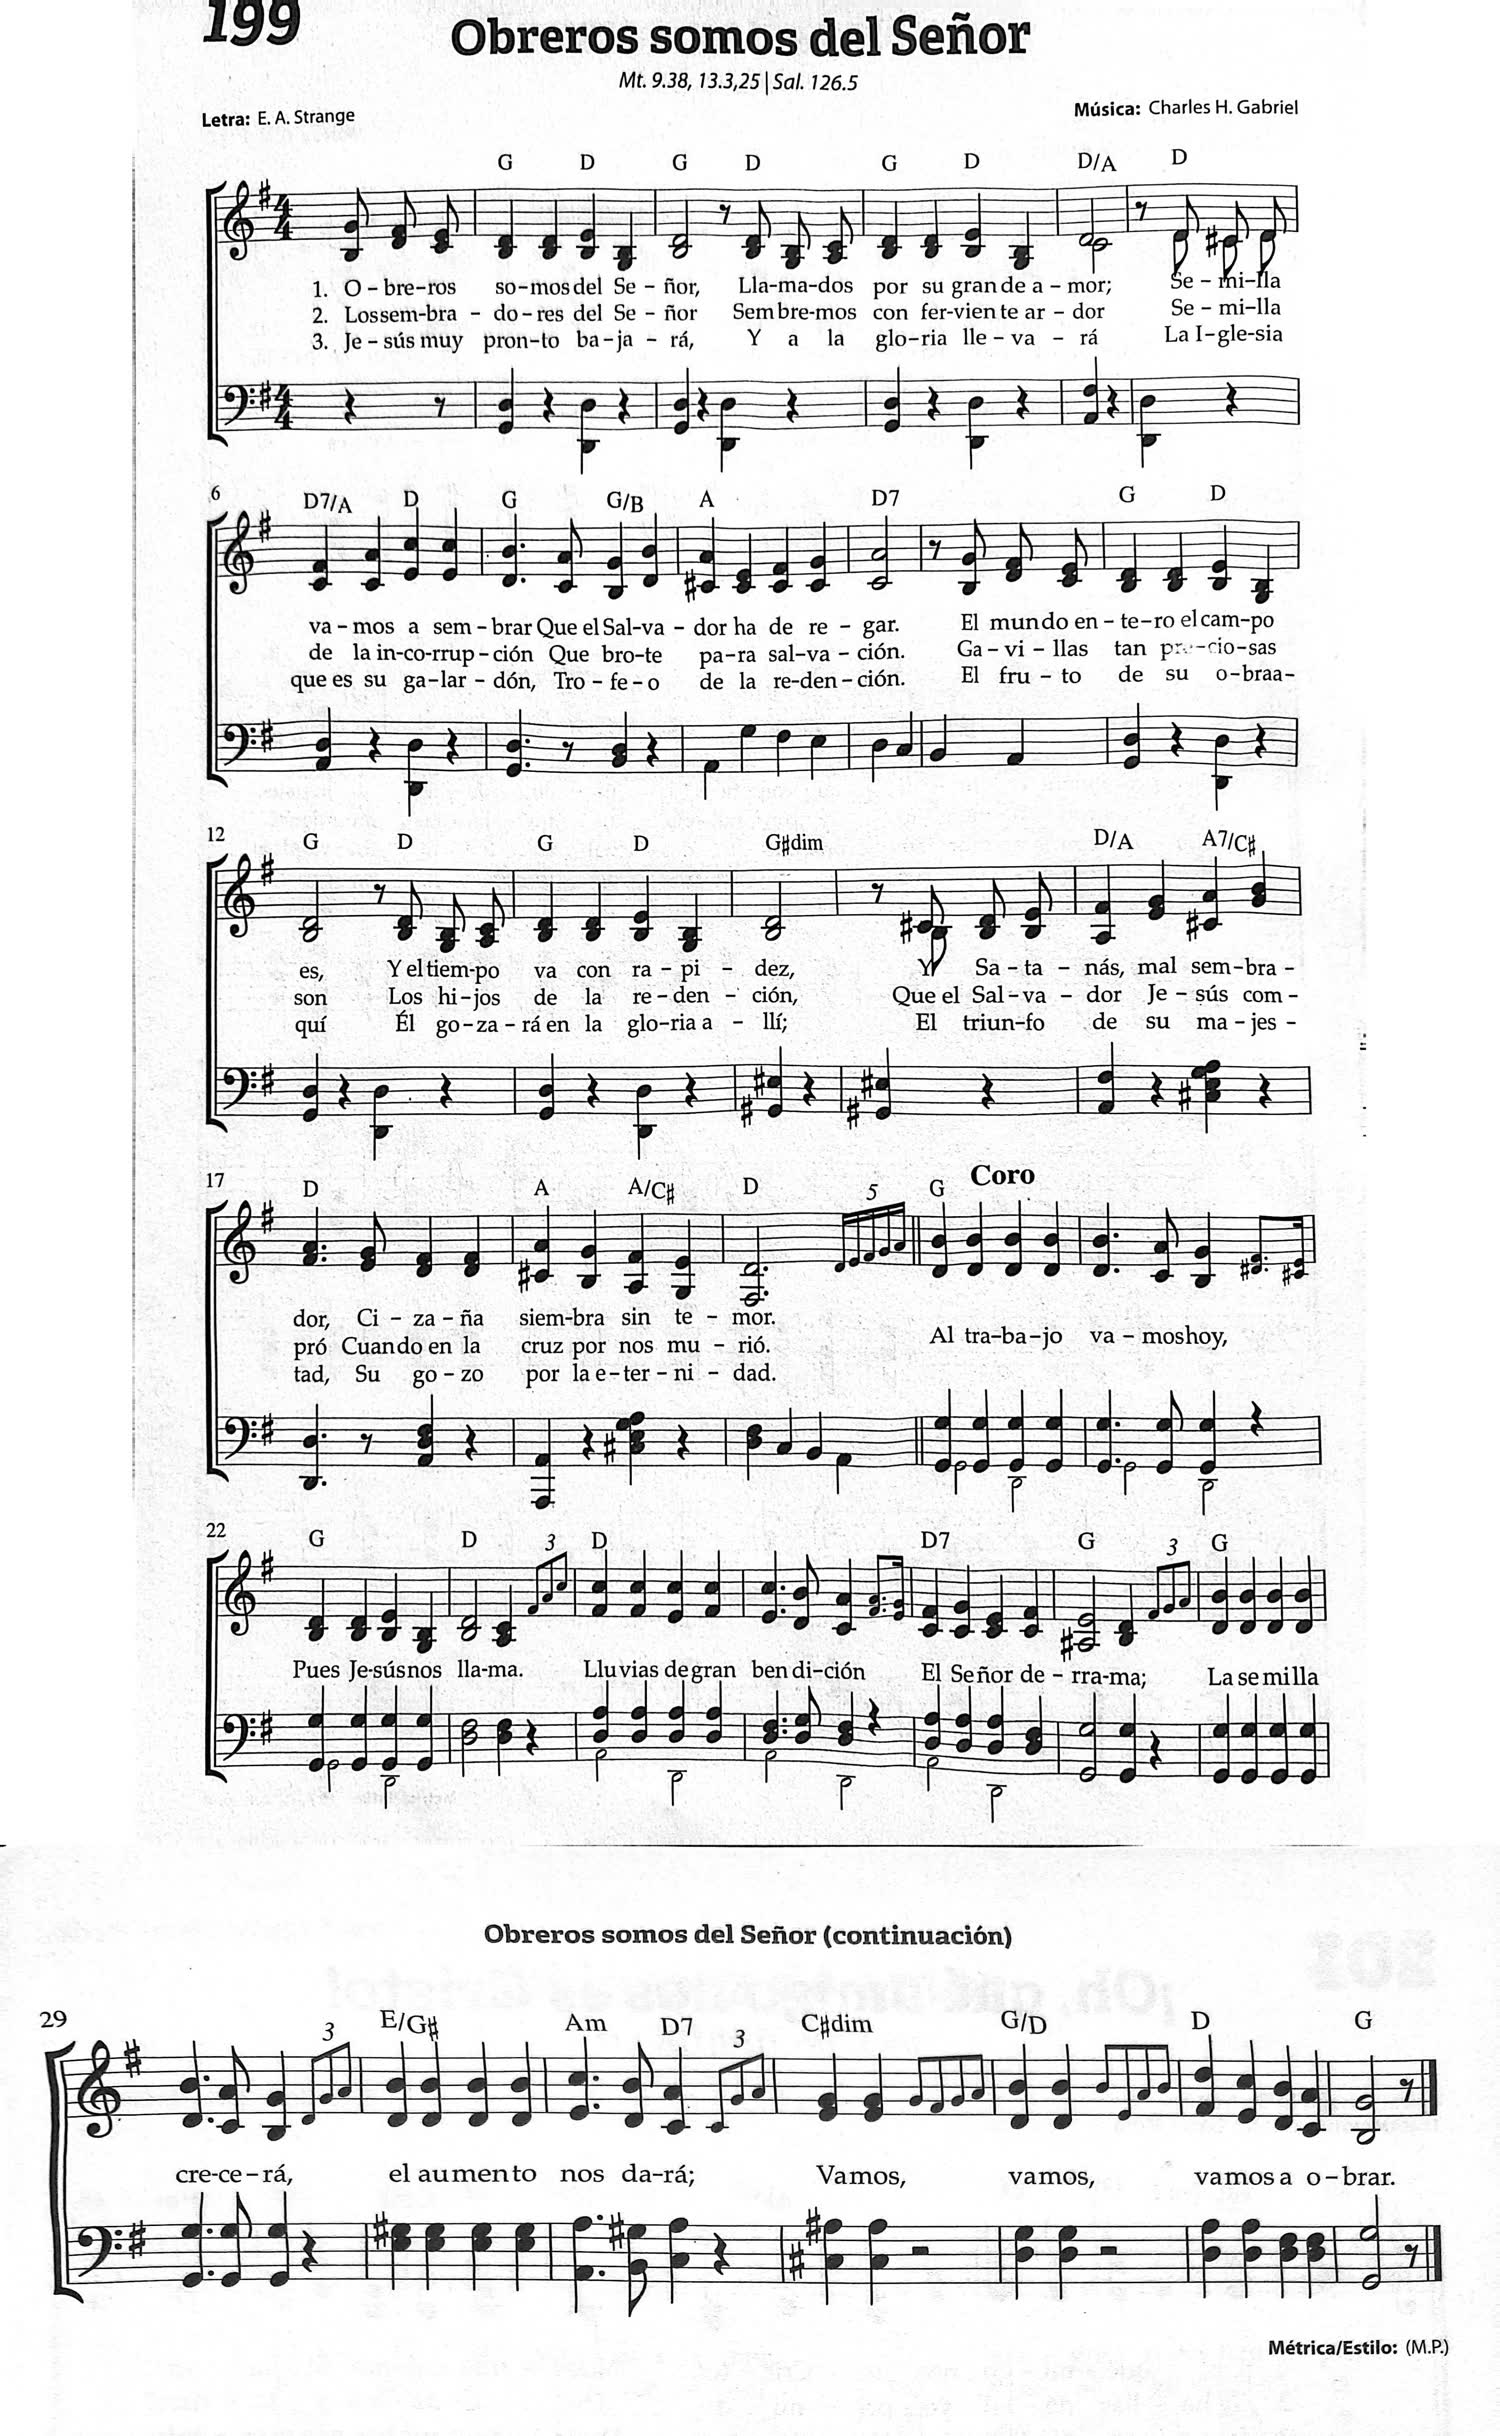 199
Obreros somos del Señor
Mt. 9.38, 13.3,25 | Sal. 126.5
Letra: E. A. Strange
Música: Charles H. Gabriel
G D G D G D D/A D
1. O–bre–ros so–mos del Se–ñor, Lla–ma–dos por su gran de a–mor; Se–mi–lla
2. Los sem–bra–do–res del Se–ñor Sem bre–mos con fer–vien te ar–dor Se–mi–lla
3. Je–sús muy pron–to ba–ja–rá, Y a la glo–ria lle–va–rá La I–gle–sia
6
D7/A D G G/B A D7 G D
va–mos a sem–brar Que el Sal–va–dor ha de re–gar. El mun do en–te–ro el cam–po
de la in–co–rrup–ción Que bro–te pa–ra sal–va–ción. Ga–vi–llas tan pre–cio–sas
que es su ga–lar–dón, Tro–fe–o de la re–den–ción. El fru–to de su o–bra a–
12
G D G D G#dim D/A A7/C#
es, Y el tiem–po va con ra–pi–dez, Y Sa–ta–nás, mal sem–bra–
son Los hi–jos de la re–den–ción, Que el Sal–va–dor Je–sús com–
quí Él go–za–rá en la glo–ria a–llí; El triun–fo de su ma–jes–
17
D A A/C# D 5 G Coro
dor, Ci–za–ña siem–bra sin te–mor.
pró Cuan do en la cruz por nos mu–rió. Al tra–ba–jo va–mos hoy,
tad, Su go–zo por la e–ter–ni–dad.
22
G D 3 D D7 G 3 G
Pues Je–sús nos lla–ma. Llu vias de gran ben di–ción El Se ñor de–rra–ma; La se mi lla
Obreros somos del Señor (continuación)
29
3 E/G# Am D7 3 C#dim G/D D G
cre–ce–rá, el au men to nos da–rá; Vamos, vamos, vamos a o–brar.
Métrica/Estilo: (M.P.)